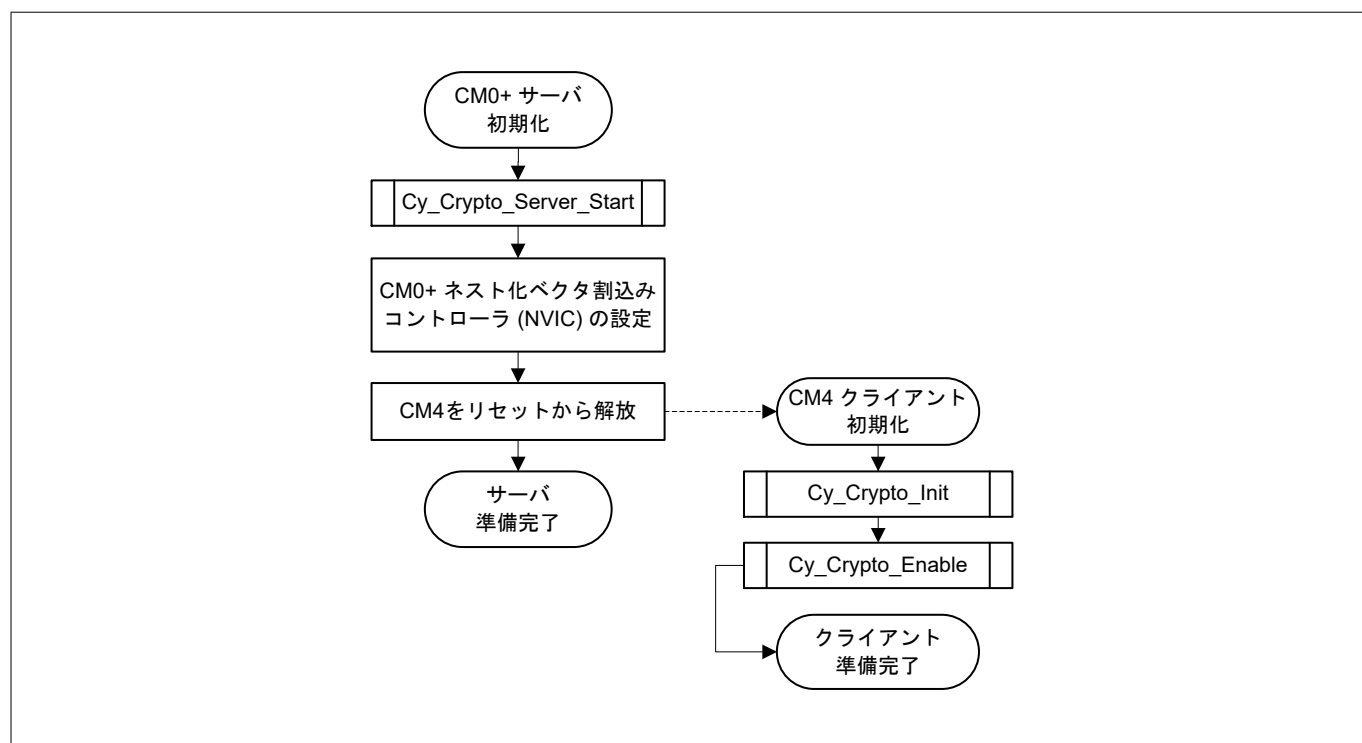 CM0+ サーバ
初期化
Cy_Crypto_Server_Start
CM0+ ネスト化ベクタ割込み
コントローラ (NVIC) の設定
CM4をリセットから解放
サーバ
準備完了
CM4 クライアント
初期化
Cy_Crypto_Init
Cy_Crypto_Enable
クライアント
準備完了